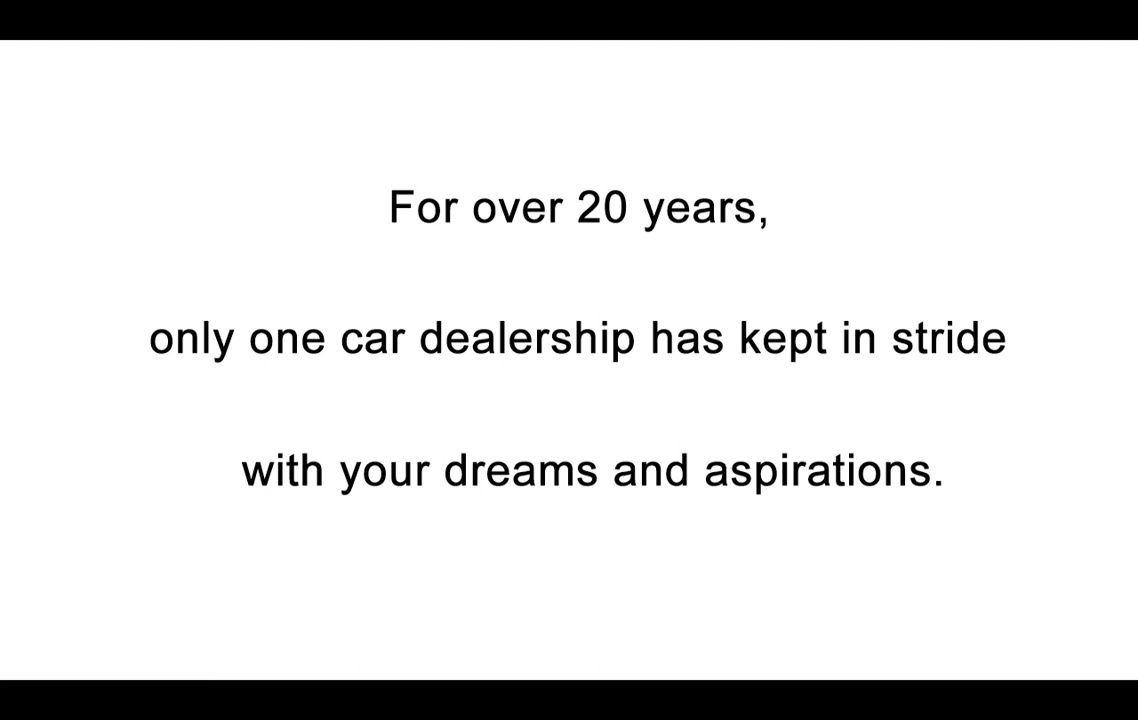 For over 20 years,
only one car dealership has kept in stride
with your dreams and aspirations.